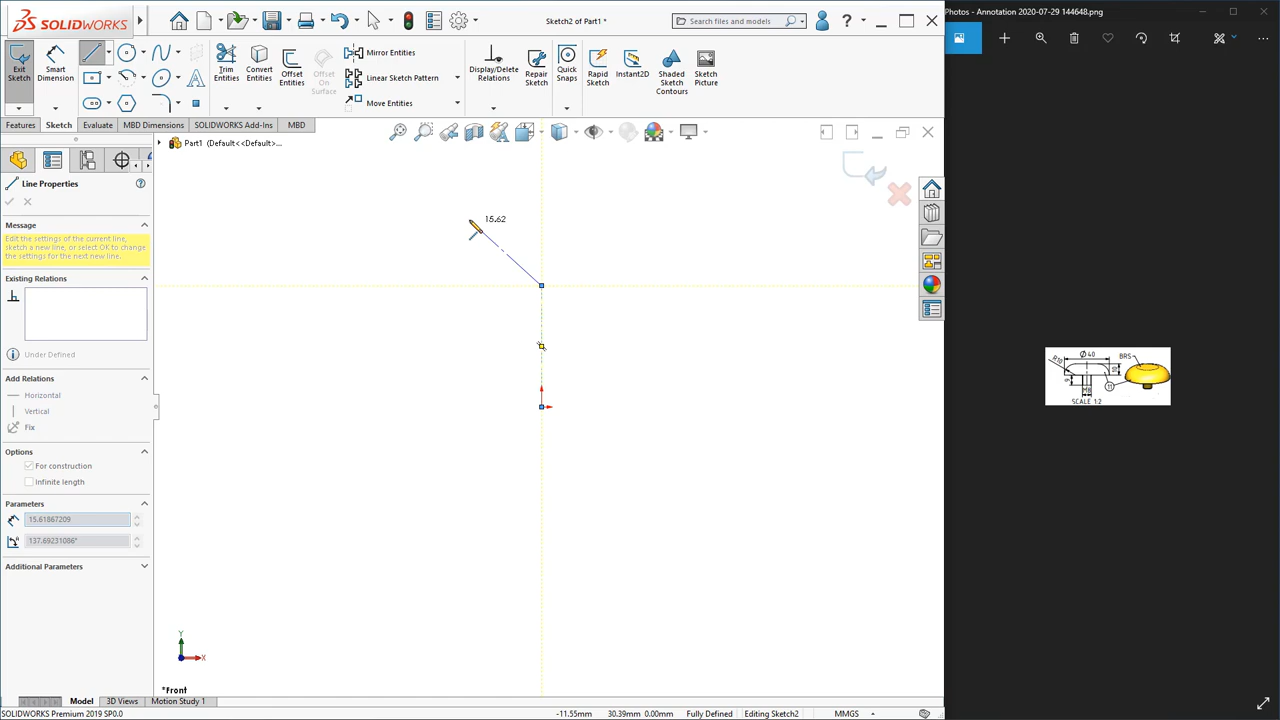 SOLIDWORKS
Sketch2 of Part1 *
Search files and models
Photos - Annotation 2020-07-29 144648.png
Exit
Sketch
Smart
Dimension
Trim
Entities
Convert
Entities
Offset
Entities
Offset
On
Surface
Mirror Entities
Linear Sketch Pattern
Move Entities
Display/Delete
Relations
Repair
Sketch
Quick
Snaps
Rapid
Sketch
Instant2D
Shaded
Sketch
Contours
Sketch
Picture
Features
Sketch
Evaluate
MBD Dimensions
SOLIDWORKS Add-Ins
MBD
Part1 (Default<<Default>...
Line Properties
Message
Edit the settings of the current line,
sketch a new line, or select OK to change
the settings for the next new line.
Existing Relations
Under Defined
Add Relations
Horizontal
Vertical
Fix
Options
For construction
Infinite length
Parameters
15.61867209
137.69231086°
Additional Parameters
15.62
R10
Ø 40
10
BRS
9
M8
11
SCALE 1:2
Y
X
*Front
Model
3D Views
Motion Study 1
SOLIDWORKS Premium 2019 SP0.0
-11.55mm
30.39mm 0.00mm
Fully Defined
Editing Sketch2
MMGS